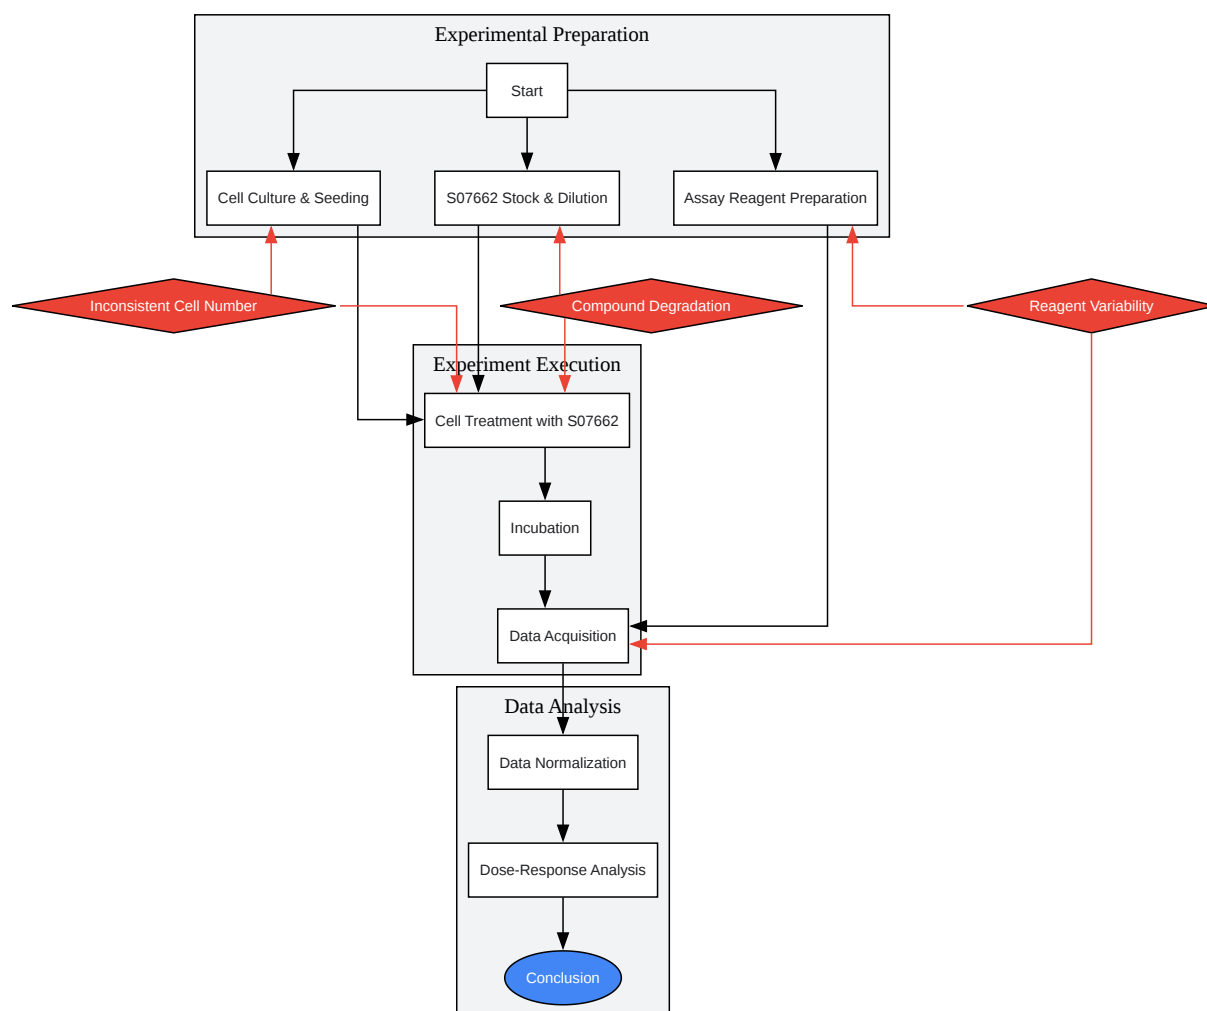 Experimental Preparation
Start
Cell Culture & Seeding
S07662 Stock & Dilution
Assay Reagent Preparation
Inconsistent Cell Number
Compound Degradation
Reagent Variability
Experiment Execution
Cell Treatment with S07662
Incubation
Data Acquisition
Data Analysis
Data Normalization
Dose-Response Analysis
Conclusion